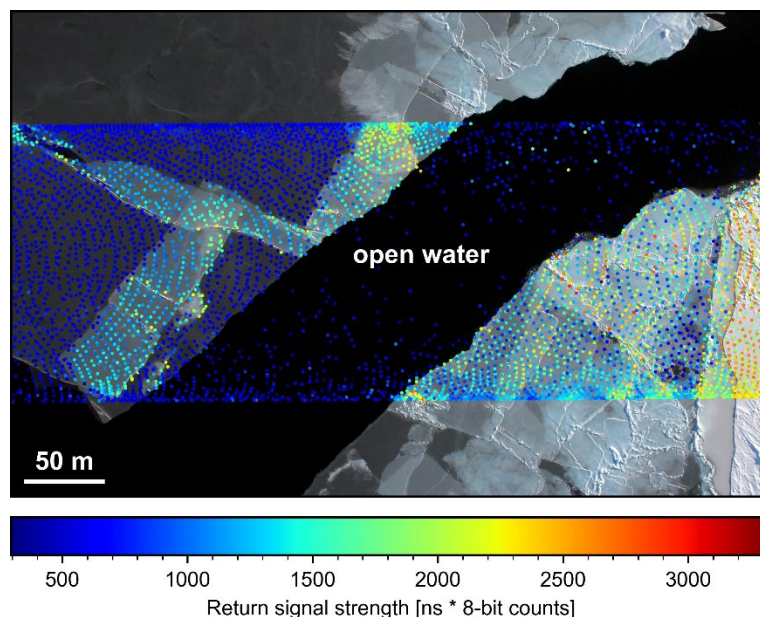 open water
50 m
500 1000 1500 2000 2500 3000
Return signal strength [ns * 8-bit counts]